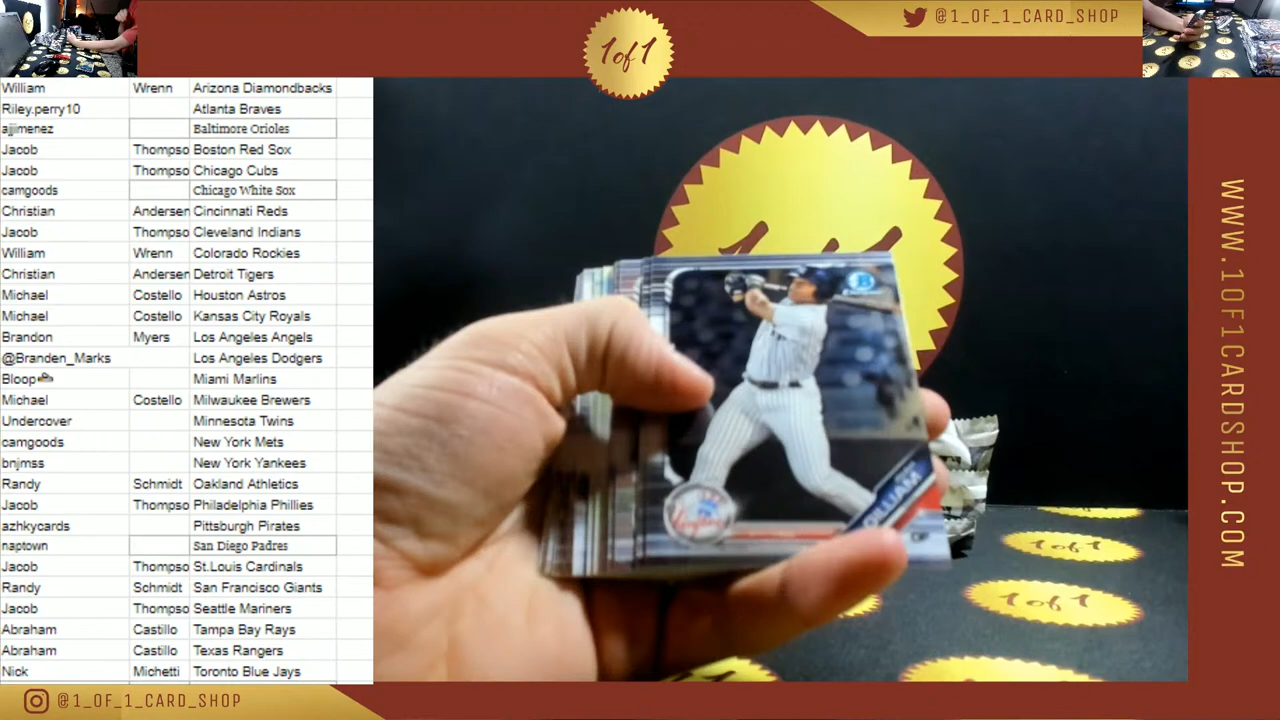 1of1
@1_OF_1_CARD_SHOP
William Wrenn Arizona Diamondbacks
Riley.perry10 Atlanta Braves
ajjimenez Baltimore Orioles
Jacob Thompso Boston Red Sox
Jacob Thompso Chicago Cubs
camgoods Chicago White Sox
Christian Andersen Cincinnati Reds
Jacob Thompso Cleveland Indians
William Wrenn Colorado Rockies
Christian Andersen Detroit Tigers
Michael Costello Houston Astros
Michael Costello Kansas City Royals
Brandon Myers Los Angeles Angels
@Branden_Marks Los Angeles Dodgers
Bloop Miami Marlins
Michael Costello Milwaukee Brewers
Undercover Minnesota Twins
camgoods New York Mets
bnjmss New York Yankees
Randy Schmidt Oakland Athletics
Jacob Thompso Philadelphia Phillies
azhkycards Pittsburgh Pirates
naptown San Diego Padres
Jacob Thompso St.Louis Cardinals
Randy Schmidt San Francisco Giants
Jacob Thompso Seattle Mariners
Abraham Castillo Tampa Bay Rays
Abraham Castillo Texas Rangers
Nick Michetti Toronto Blue Jays
B
Yankees
GILLIAM
1of1
1of1
WWW.1OF1CARDSHOP.COM
@1_OF_1_CARD_SHOP